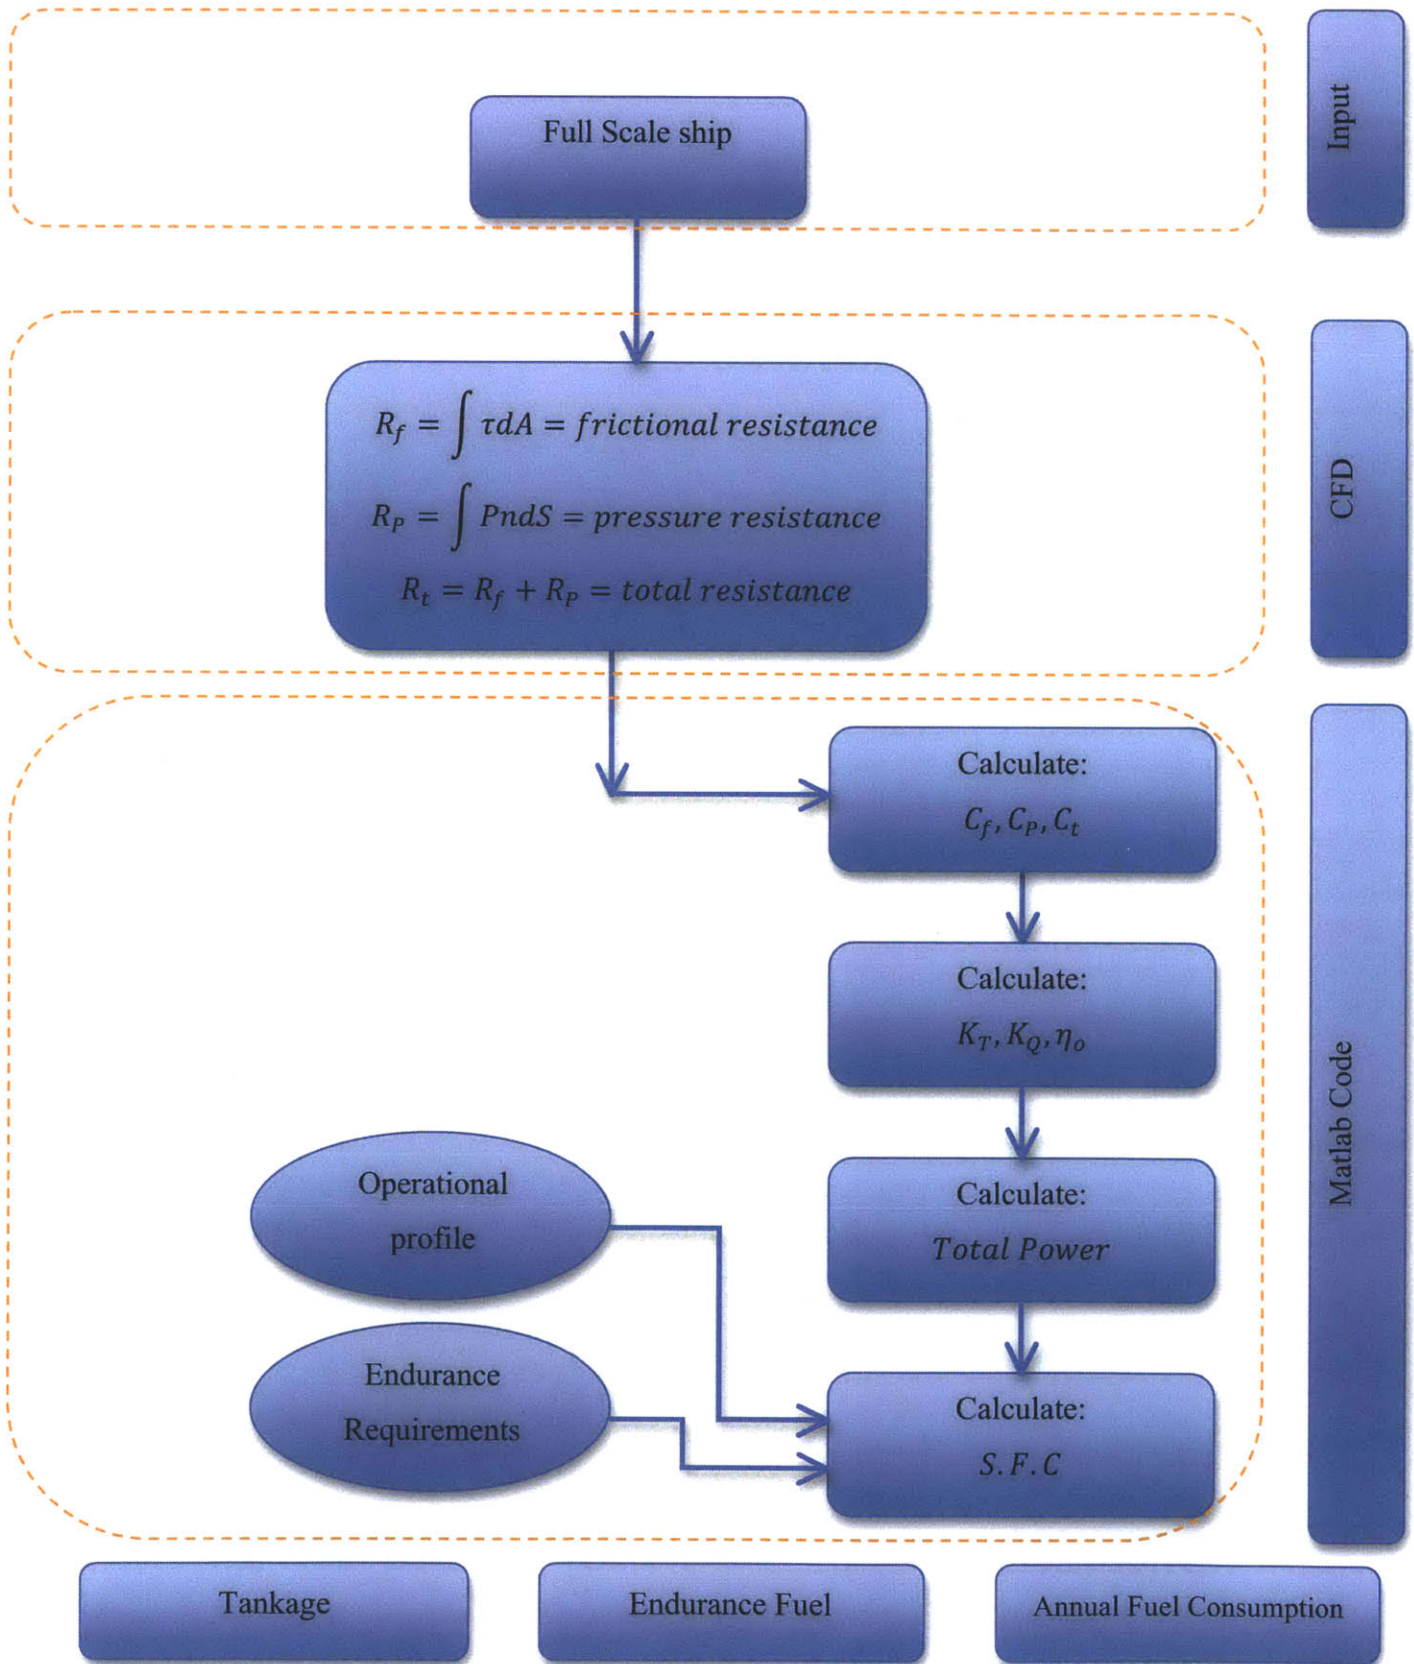 Input
Full Scale ship
CFD
R_f = ∫ τdA = frictional resistance
R_P = ∫ PndS = pressure resistance
R_t = R_f + R_P = total resistance
Matlab Code
Calculate:
C_f, C_P, C_t
Calculate:
K_T, K_Q, η_o
Calculate:
Total Power
Operational
profile
Endurance
Requirements
Calculate:
S.F.C
Tankage
Endurance Fuel
Annual Fuel Consumption